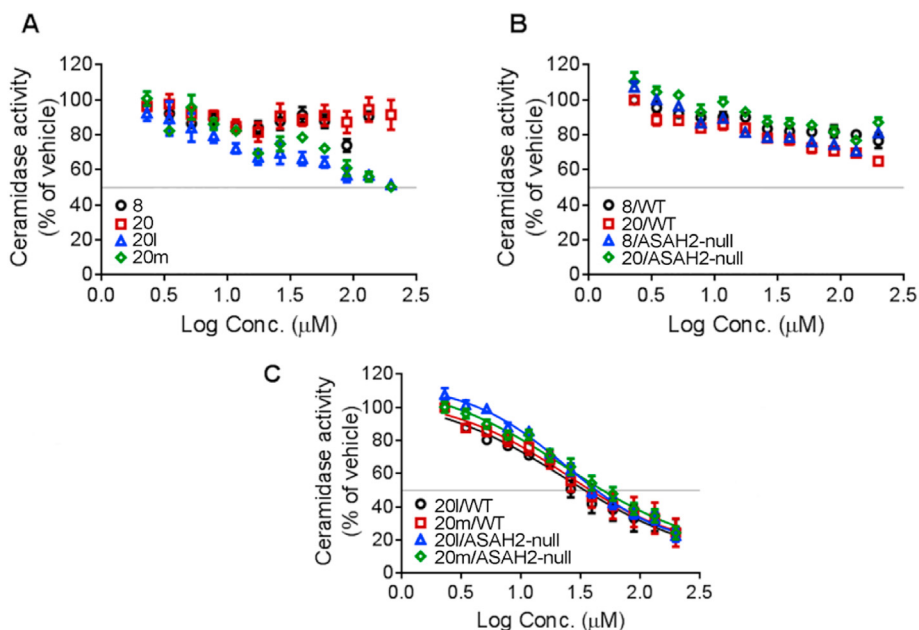 A
Ceramidase activity
(% of vehicle)
120
100
80
60
40
20
0
8
20
20l
20m
0.0 0.5 1.0 1.5 2.0 2.5
Log Conc. (μM)
B
Ceramidase activity
(% of vehicle)
120
100
80
60
40
20
0
8/WT
20/WT
8/ASAH2-null
20/ASAH2-null
0.0 0.5 1.0 1.5 2.0 2.5
Log Conc. (μM)
C
Ceramidase activity
(% of vehicle)
120
100
80
60
40
20
0
20l/WT
20m/WT
20l/ASAH2-null
20m/ASAH2-null
0.0 0.5 1.0 1.5 2.0 2.5
Log Conc. (μM)